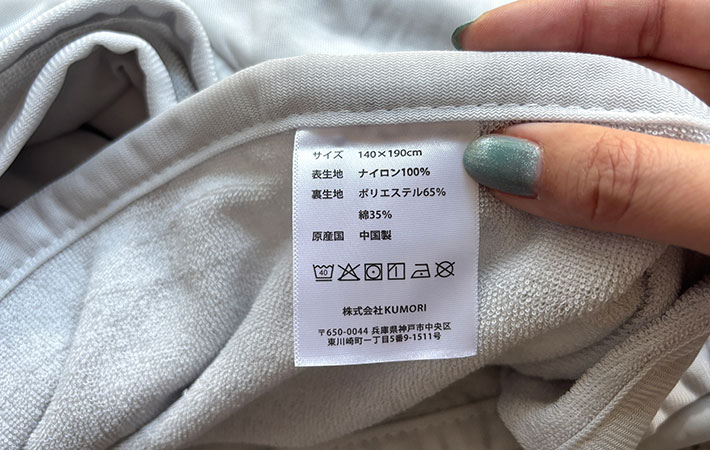 サイズ 140×190cm
表生地 ナイロン100%
裏生地 ポリエステル65%
綿35%
原産国 中国製
40
株式会社KUMORI
〒650-0044 兵庫県神戸市中央区
東川崎町一丁目5番9-1511号